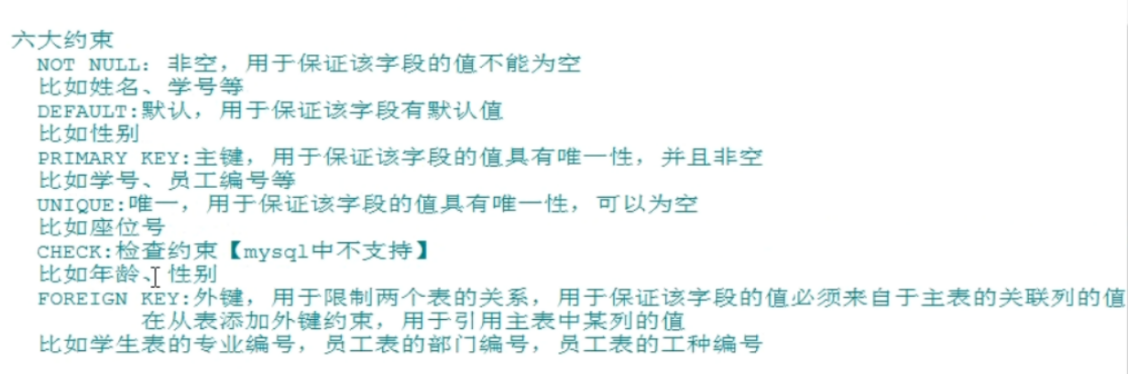 六大约束
NOT NULL: 非空，用于保证该字段的值不能为空
比如姓名、学号等
DEFAULT:默认，用于保证该字段有默认值
比如性别
PRIMARY KEY:主键，用于保证该字段的值具有唯一性，并且非空
比如学号、员工编号等
UNIQUE:唯一，用于保证该字段的值具有唯一性，可以为空
比如座位号
CHECK:检查约束【mysql中不支持】
比如年龄、性别
FOREIGN KEY:外键，用于限制两个表的关系，用于保证该字段的值必须来自于主表的关联列的值
在从表添加外键约束，用于引用主表中某列的值
比如学生表的专业编号，员工表的部门编号，员工表的工种编号